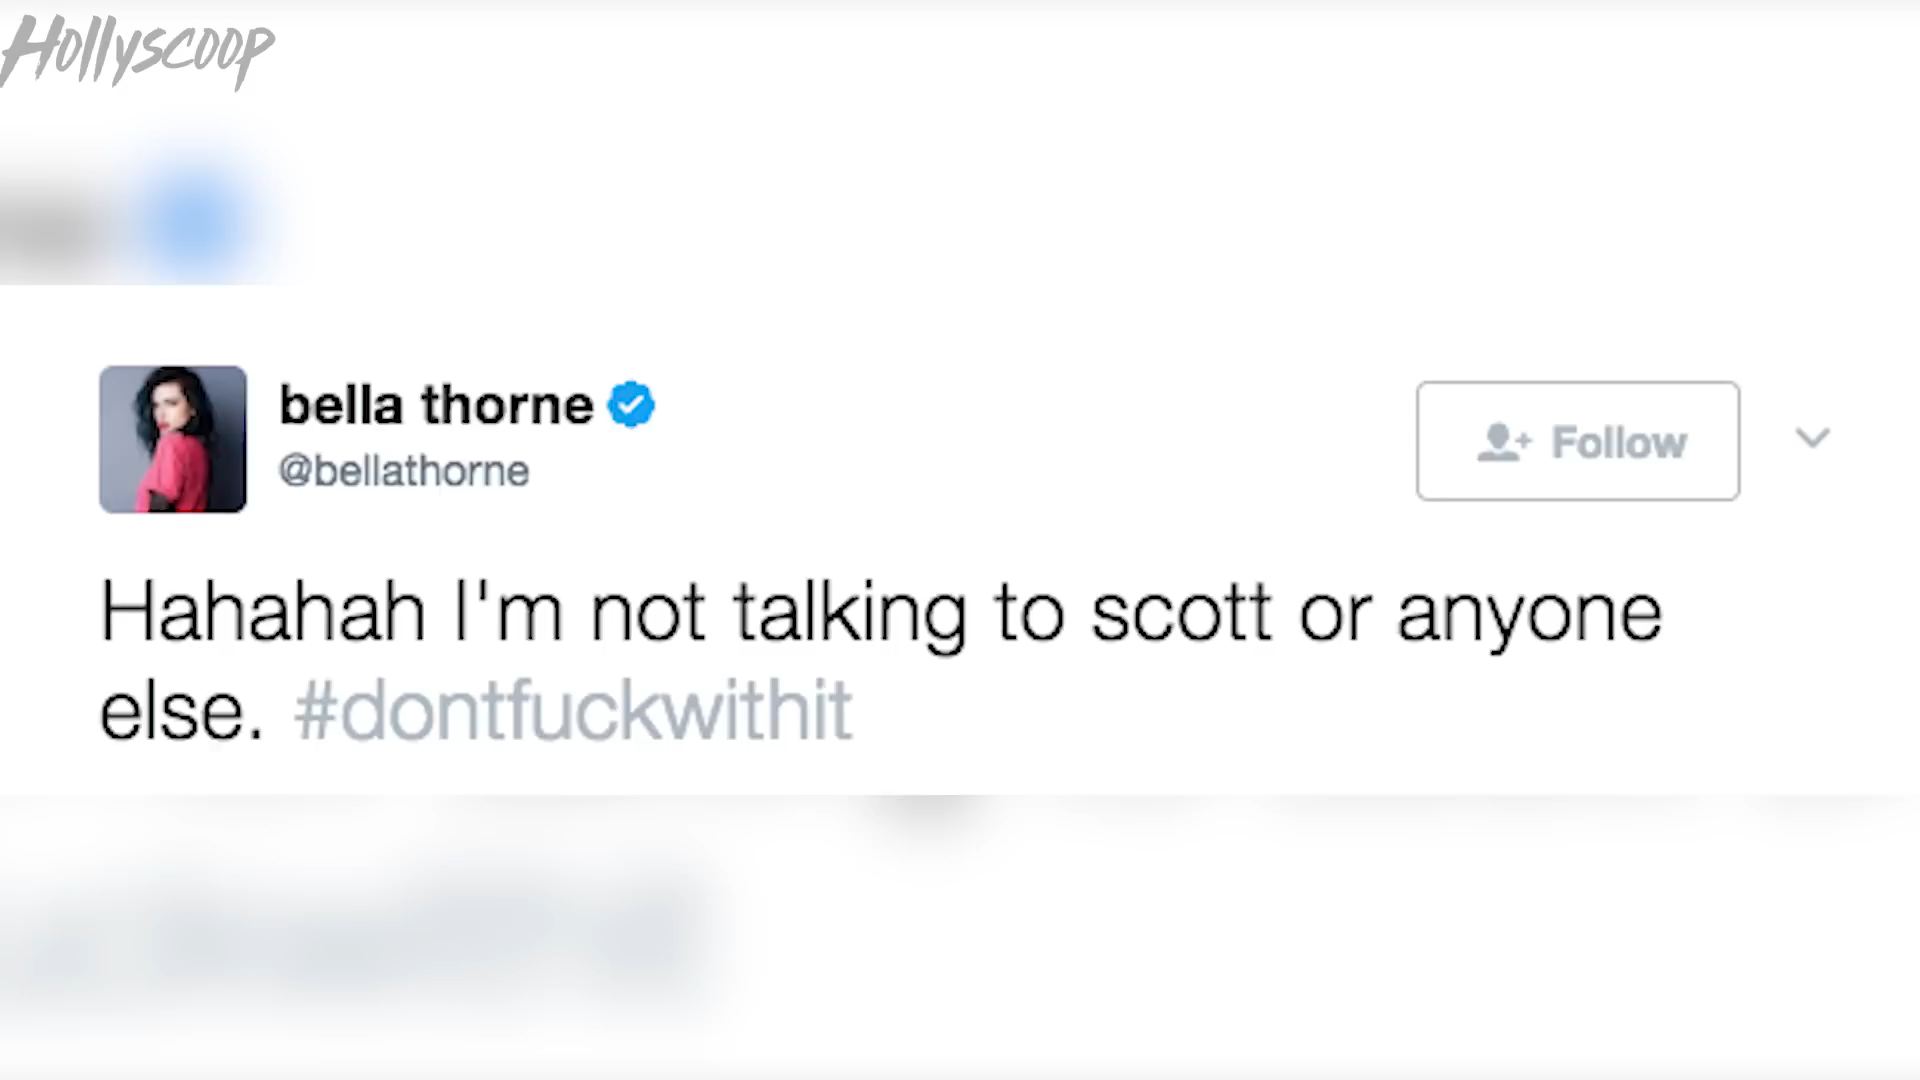 Hollyscoop
bella thorne
@bellathorne
Follow
Hahahah I'm not talking to scott or anyone
else. #dontfuckwithit